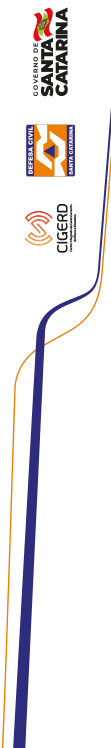 GOVERNO DE
SANTA
CATARINA
DEFESA CIVIL
SANTA CATARINA
CIGERD